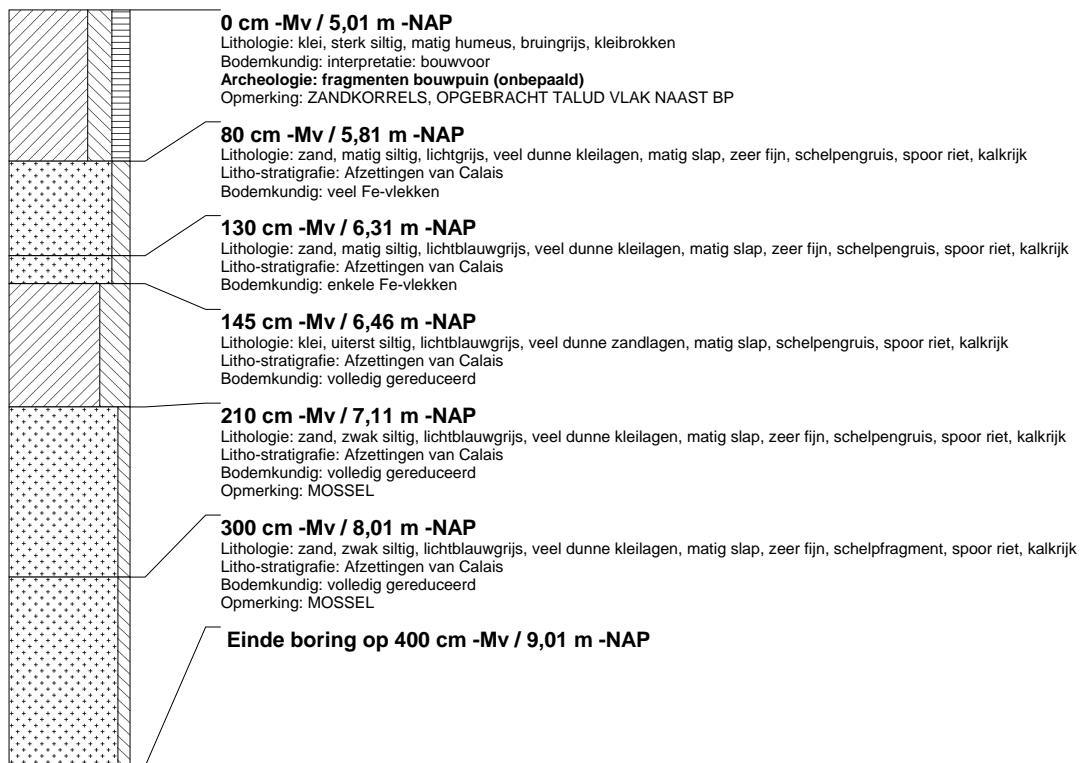 0 cm -Mv / 5,01 m -NAP
Lithologie: klei, sterk siltig, matig humeus, bruingrijs, kleibrokken
Bodemkundig: interpretatie: bouwvoor
Archeologie: fragmenten bouwpuin (onbepaald)
Opmerking: ZANDKORRELS, OPGEBRACHT TALUD VLAK NAAST BP
80 cm -Mv / 5,81 m -NAP
Lithologie: zand, matig siltig, lichtgrijs, veel dunne kleilagen, matig slap, zeer fijn, schelpengruis, spoor riet, kalkrijk
Litho-stratigrafie: Afzettingen van Calais
Bodemkundig: veel Fe-vlekken
130 cm -Mv / 6,31 m -NAP
Lithologie: zand, matig siltig, lichtblauwgrijs, veel dunne kleilagen, matig slap, zeer fijn, schelpengruis, spoor riet, kalkrijk
Litho-stratigrafie: Afzettingen van Calais
Bodemkundig: enkele Fe-vlekken
145 cm -Mv / 6,46 m -NAP
Lithologie: klei, uiterst siltig, lichtblauwgrijs, veel dunne zandlagen, matig slap, schelpengruis, spoor riet, kalkrijk
Litho-stratigrafie: Afzettingen van Calais
Bodemkundig: volledig gereduceerd
210 cm -Mv / 7,11 m -NAP
Lithologie: zand, zwak siltig, lichtblauwgrijs, veel dunne kleilagen, matig slap, zeer fijn, schelpengruis, spoor riet, kalkrijk
Litho-stratigrafie: Afzettingen van Calais
Bodemkundig: volledig gereduceerd
Opmerking: MOSSEL
300 cm -Mv / 8,01 m -NAP
Lithologie: zand, zwak siltig, lichtblauwgrijs, veel dunne kleilagen, matig slap, zeer fijn, schelpfragment, spoor riet, kalkrijk
Litho-stratigrafie: Afzettingen van Calais
Bodemkundig: volledig gereduceerd
Opmerking: MOSSEL
Einde boring op 400 cm -Mv / 9,01 m -NAP